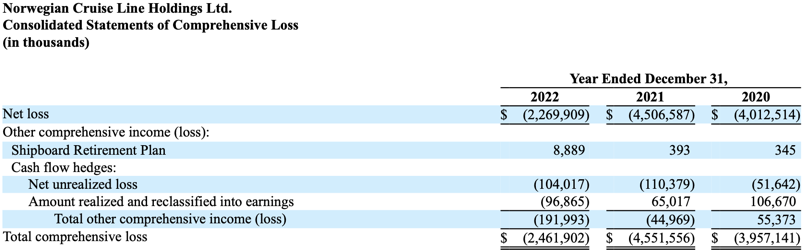 Norwegian Cruise Line Holdings Ltd.
Consolidated Statements of Comprehensive Loss
(in thousands)
Year Ended December 31,
2022 2021 2020
Net loss $ (2,269,909) $ (4,506,587) $ (4,012,514)
Other comprehensive income (loss):
Shipboard Retirement Plan 8,889 393 345
Cash flow hedges:
Net unrealized loss (104,017) (110,379) (51,642)
Amount realized and reclassified into earnings (96,865) 65,017 106,670
Total other comprehensive income (loss) (191,993) (44,969) 55,373
Total comprehensive loss $ (2,461,902) $ (4,551,556) $ (3,957,141)